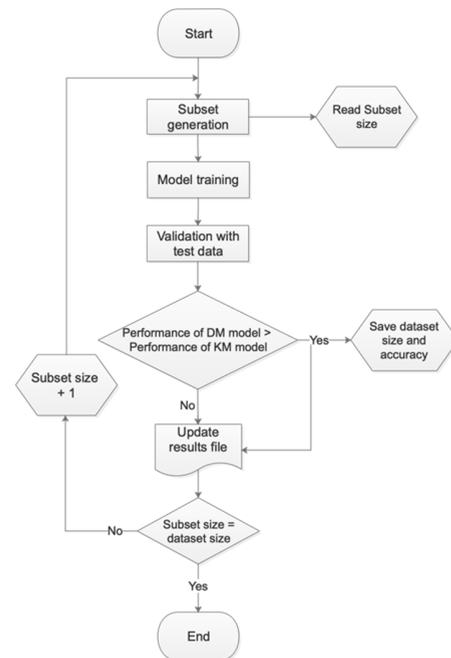 Start
Subset
generation
Read Subset
size
Model training
Validation with
test data
Performance of DM model >
Performance of KM model
Yes
Save dataset
size and
accuracy
Subset size
+ 1
No
Update
results file
Subset size =
dataset size
No
Yes
End